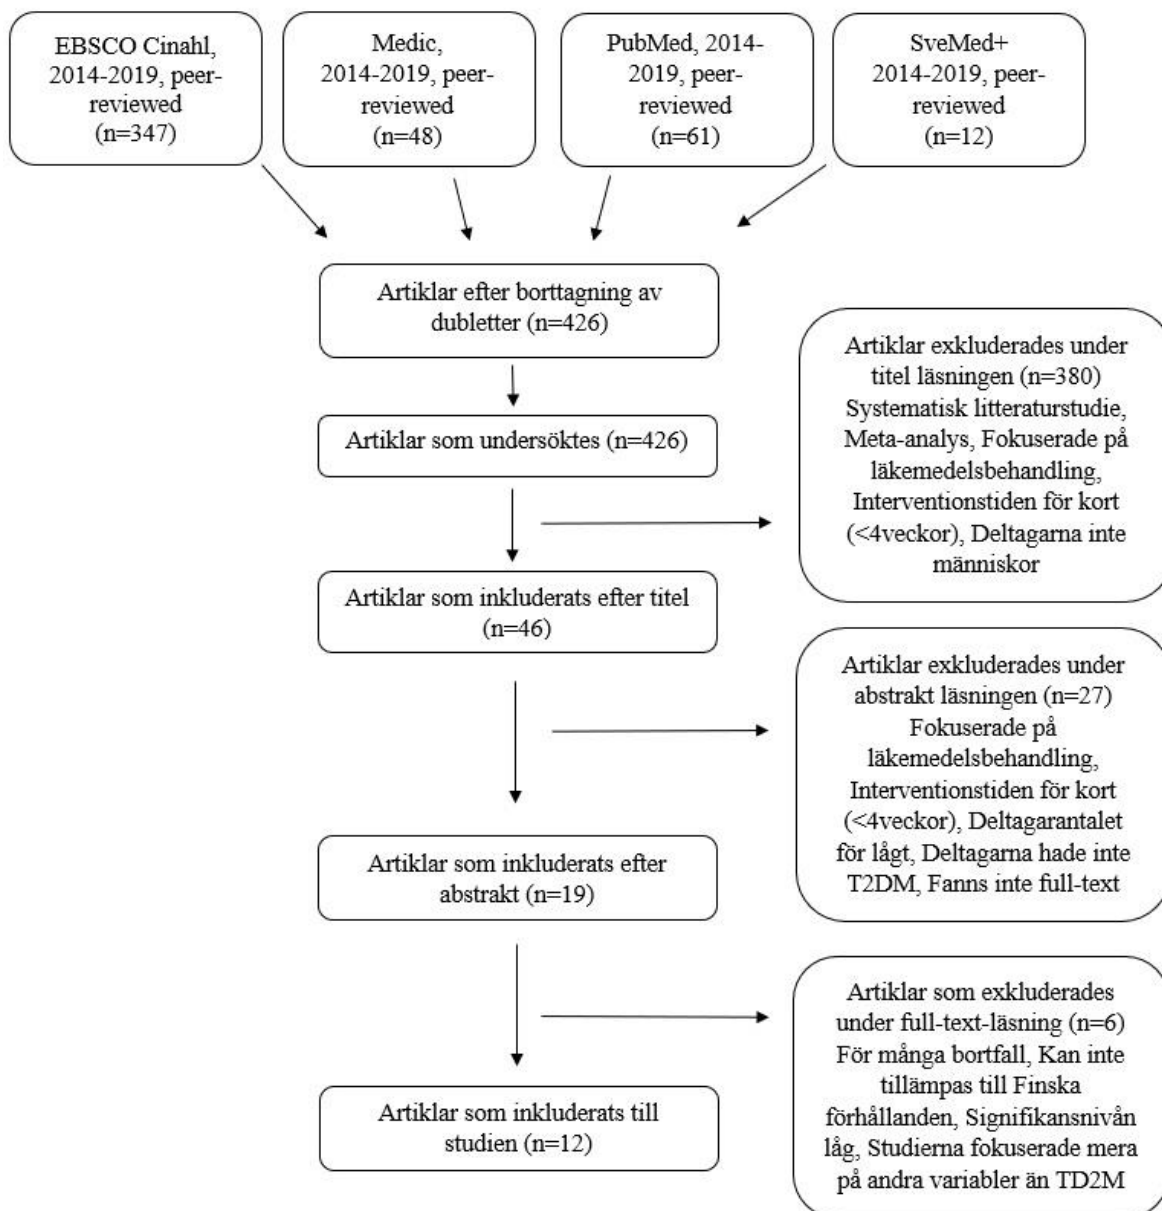 EBSCO Cinahl,
2014-2019, peer-
reviewed
(n=347)
Medic,
2014-2019, peer-
reviewed
(n=48)
PubMed, 2014-
2019, peer-
reviewed
(n=61)
SveMed+
2014-2019, peer-
reviewed
(n=12)
Artiklar efter borttagning av
dubletter (n=426)
Artiklar som undersöktes (n=426)
Artiklar exkluderades under
titel läsningen (n=380)
Systematisk litteraturstudie,
Meta-analys, Fokuserade på
läkemedelsbehandling,
Interventionstiden för kort
(<4veckor), Deltagarna inte
människor
Artiklar som inkluderats efter titel
(n=46)
Artiklar exkluderades under
abstrakt läsningen (n=27)
Fokuserade på
läkemedelsbehandling,
Interventionstiden för kort
(<4veckor), Deltagarantalet
för lågt, Deltagarna hade inte
T2DM, Fanns inte full-text
Artiklar som inkluderats efter
abstrakt (n=19)
Artiklar som exkluderades
under full-text-läsning (n=6)
För många bortfall, Kan inte
tillämpas till Finska
förhållanden, Signifikansnivån
låg, Studierna fokuserade mera
på andra variabler än TD2M
Artiklar som inkluderats till
studien (n=12)